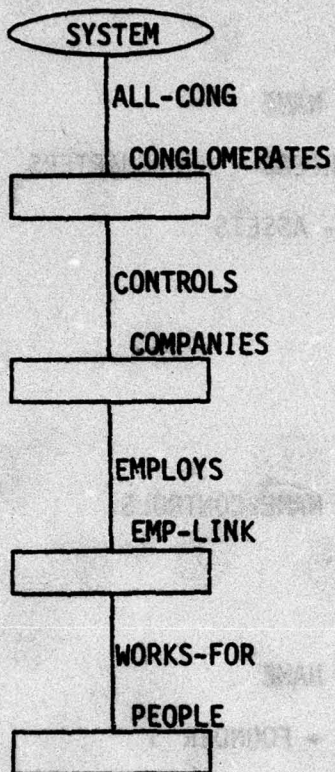 SYSTEM
ALL-CONG
CONGLOMERATES
CONTROLS
COMPANIES
EMPLOYS
EMP-LINK
WORKS-FOR
PEOPLE